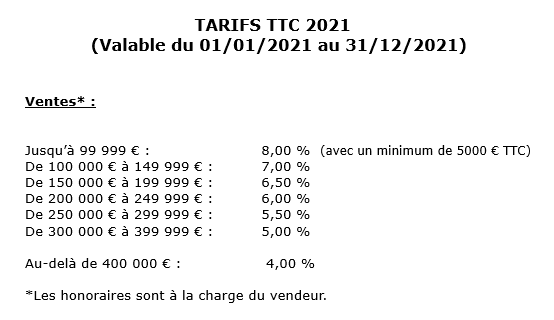 TARIFS TTC 2021
(Valable du 01/01/2021 au 31/12/2021)
Ventes* :
Jusqu'à 99 999 € : 8,00 % (avec un minimum de 5000 € TTC)
De 100 000 € à 149 999 € : 7,00 %
De 150 000 € à 199 999 € : 6,50 %
De 200 000 € à 249 999 € : 6,00 %
De 250 000 € à 299 999 € : 5,50 %
De 300 000 € à 399 999 € : 5,00 %
Au-delà de 400 000 € : 4,00 %
*Les honoraires sont à la charge du vendeur.